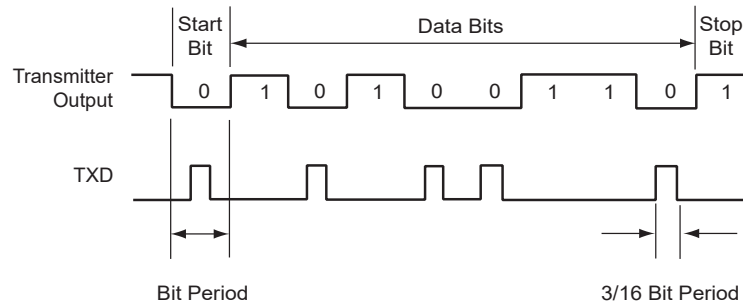 Start Bit
Data Bits
Stop Bit
Transmitter Output
0 1 0 1 0 0 1 1 0 1
TXD
Bit Period
3/16 Bit Period